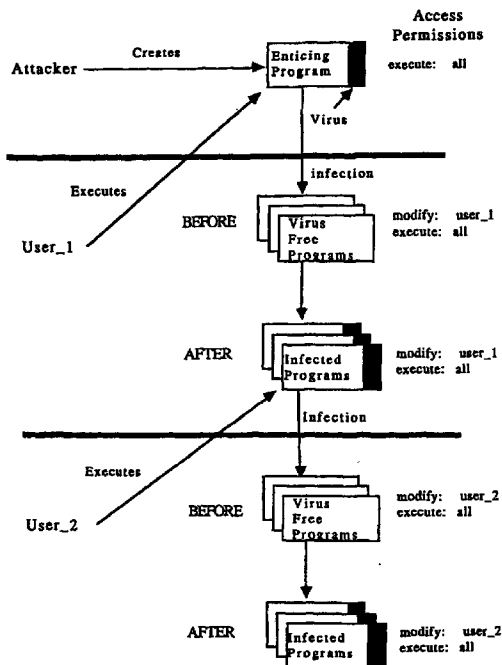 Access
Permissions
Attacker
Creates
Enticing
Program
execute: all
Virus
infection
Executes
User_1
BEFORE
Virus
Free
Programs
modify: user_1
execute: all
AFTER
Infected
Programs
modify: user_1
execute: all
Infection
Executes
User_2
BEFORE
Virus
Free
Programs
modify: user_2
execute: all
AFTER
Infected
Programs
modify: user_2
execute: all